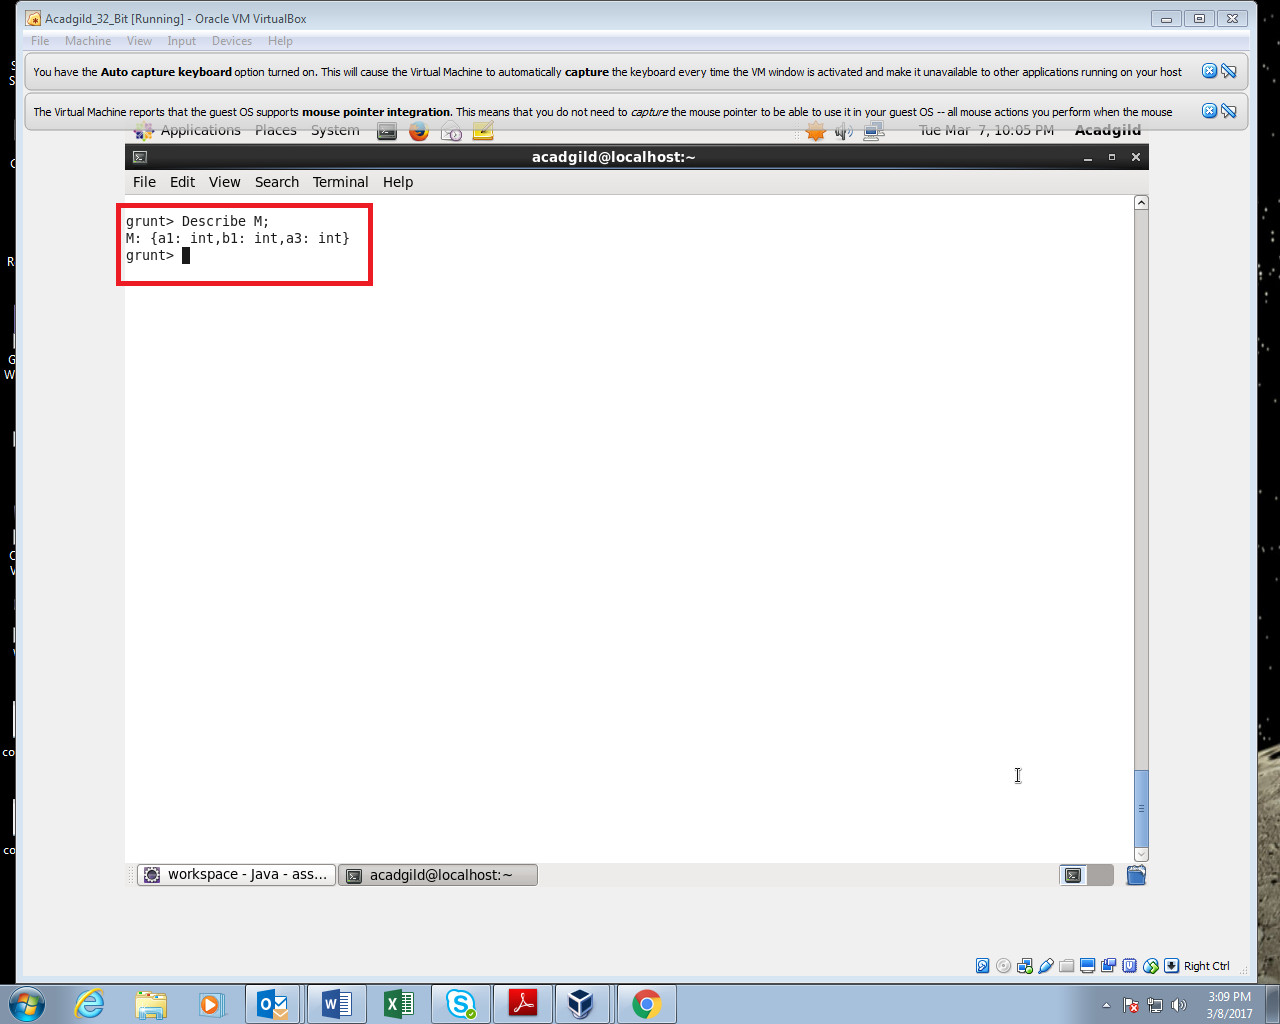 Acadgild_32_Bit [Running] - Oracle VM VirtualBox
File Machine View Input Devices Help
You have the Auto capture keyboard option turned on. This will cause the Virtual Machine to automatically capture the keyboard every time the VM window is activated and make it unavailable to other applications running on your host
The Virtual Machine reports that the guest OS supports mouse pointer integration. This means that you do not need to capture the mouse pointer to be able to use it in your guest OS -- all mouse actions you perform when the mouse
Applications Places System Tue Mar 7, 10:05 PM Acadgild
acadgild@localhost:~
File Edit View Search Terminal Help
grunt> Describe M;
M: {a1: int,b1: int,a3: int}
grunt>
workspace - Java - ass... acadgild@localhost:~
Right Ctrl
3:09 PM
3/8/2017